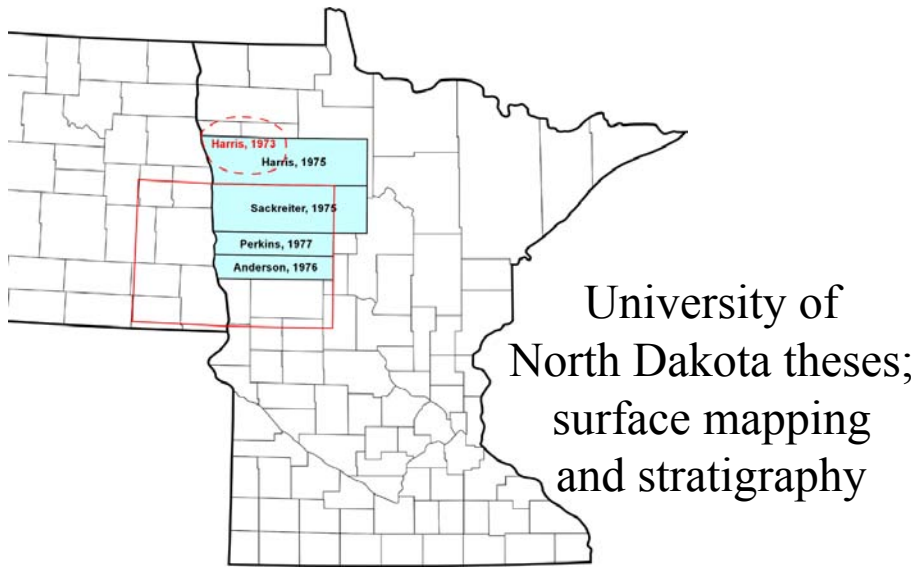 Harris, 1973
Harris, 1975
Sackreiter, 1975
Perkins, 1977
Anderson, 1976
University of
North Dakota theses;
surface mapping
and stratigraphy